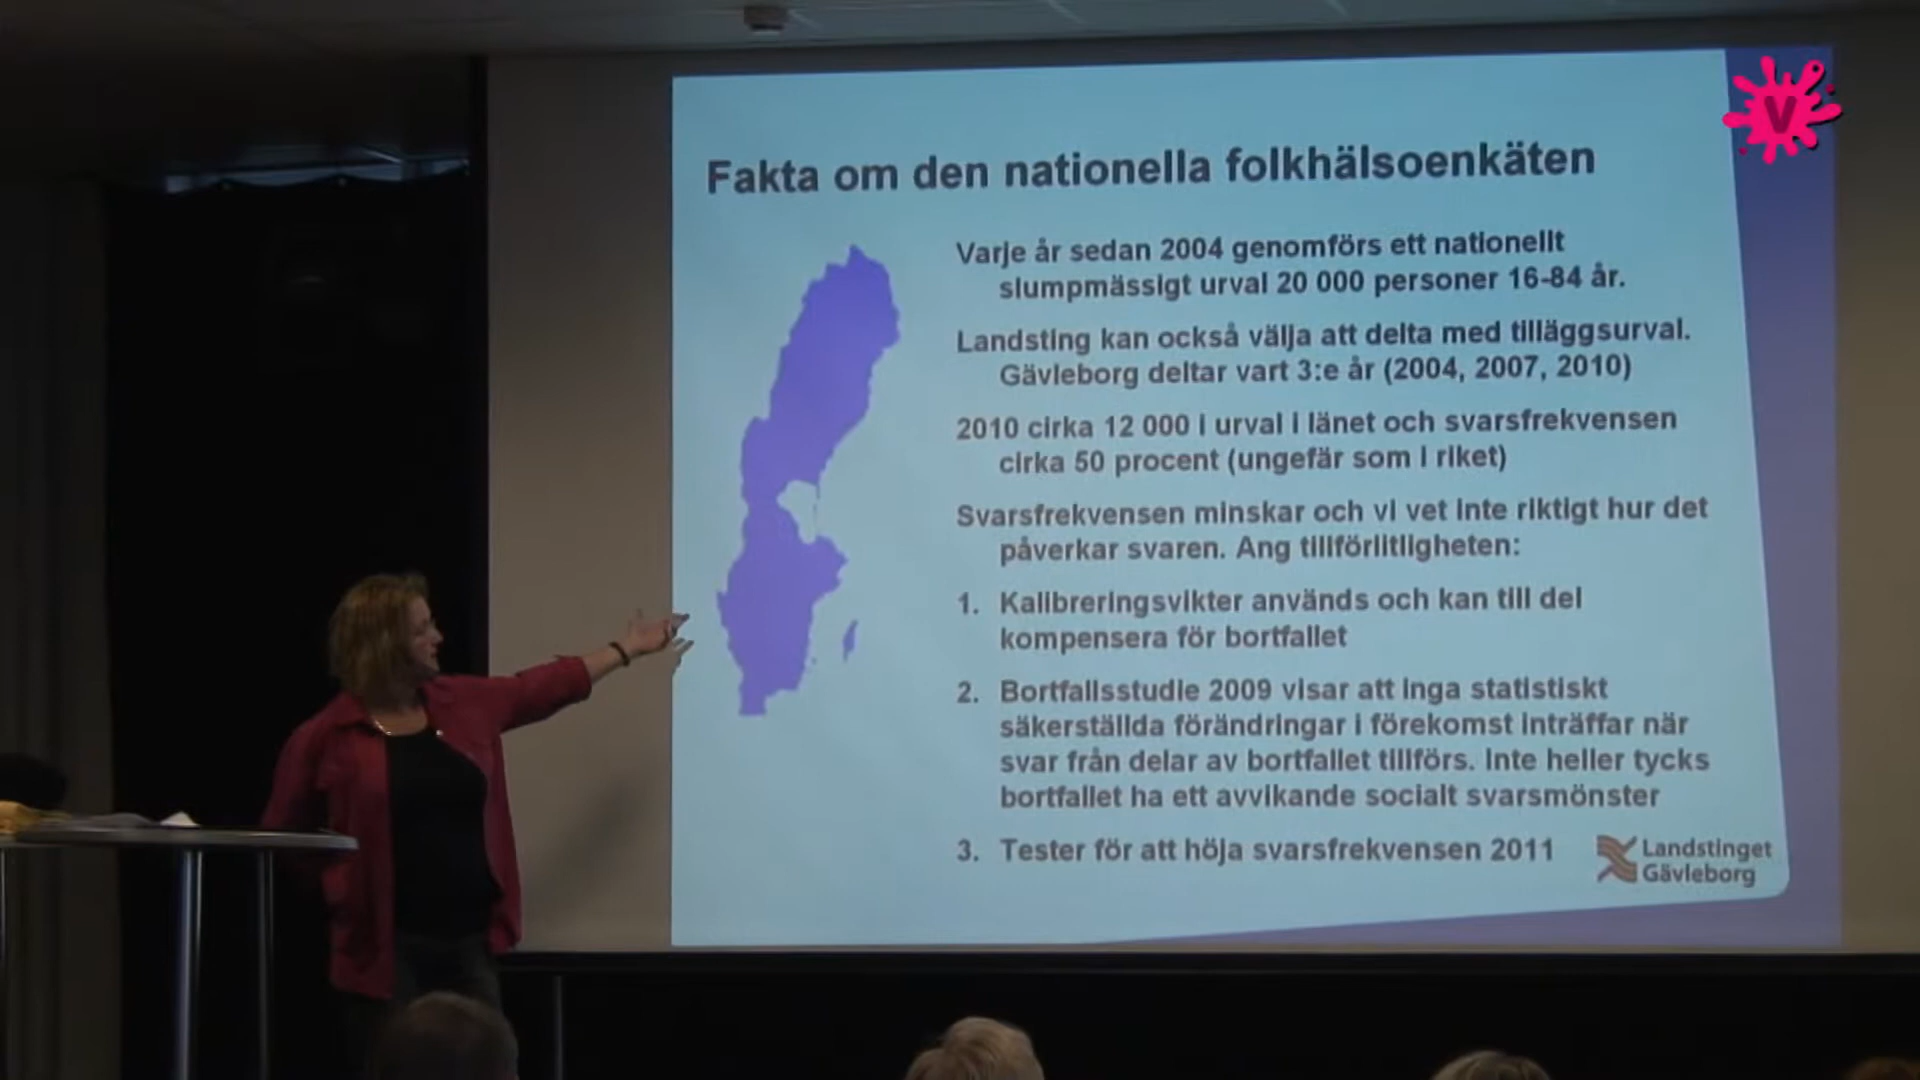 V
Fakta om den nationella folkhälsoenkäten
Varje år sedan 2004 genomförs ett nationellt
slumpmässigt urval 20 000 personer 16-84 år.
Landsting kan också välja att delta med tilläggsurval.
Gävleborg deltar vart 3:e år (2004, 2007, 2010)
2010 cirka 12 000 i urval i länet och svarsfrekvensen
cirka 50 procent (ungefär som i riket)
Svarsfrekvensen minskar och vi vet inte riktigt hur det
påverkar svaren. Ang tillförlitligheten:
1. Kalibreringsvikter används och kan till del
kompensera för bortfallet
2. Bortfallsstudie 2009 visar att inga statistiskt
säkerställda förändringar i förekomst inträffar när
svar från delar av bortfallet tillförs. Inte heller tycks
bortfallet ha ett avvikande socialt svarsmönster
3. Tester för att höja svarsfrekvensen 2011
Landstinget
Gävleborg